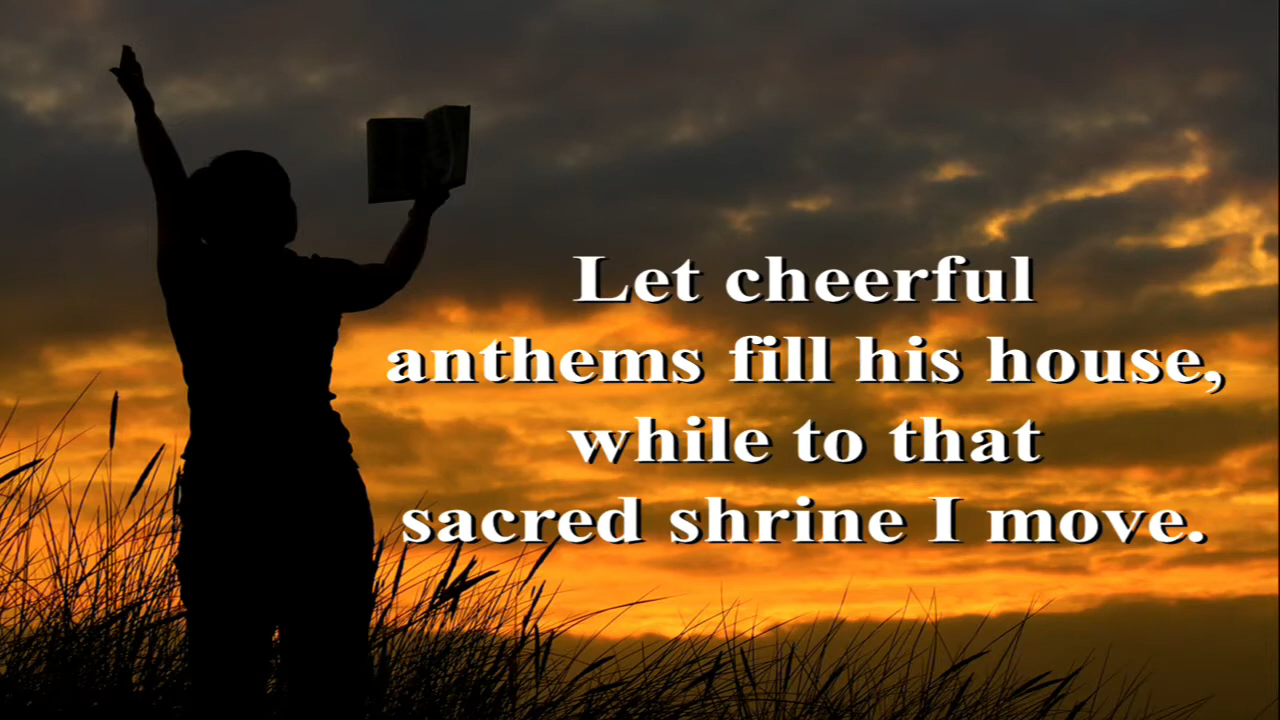 Let cheerful
anthems fill his house,
while to that
sacred shrine I move.